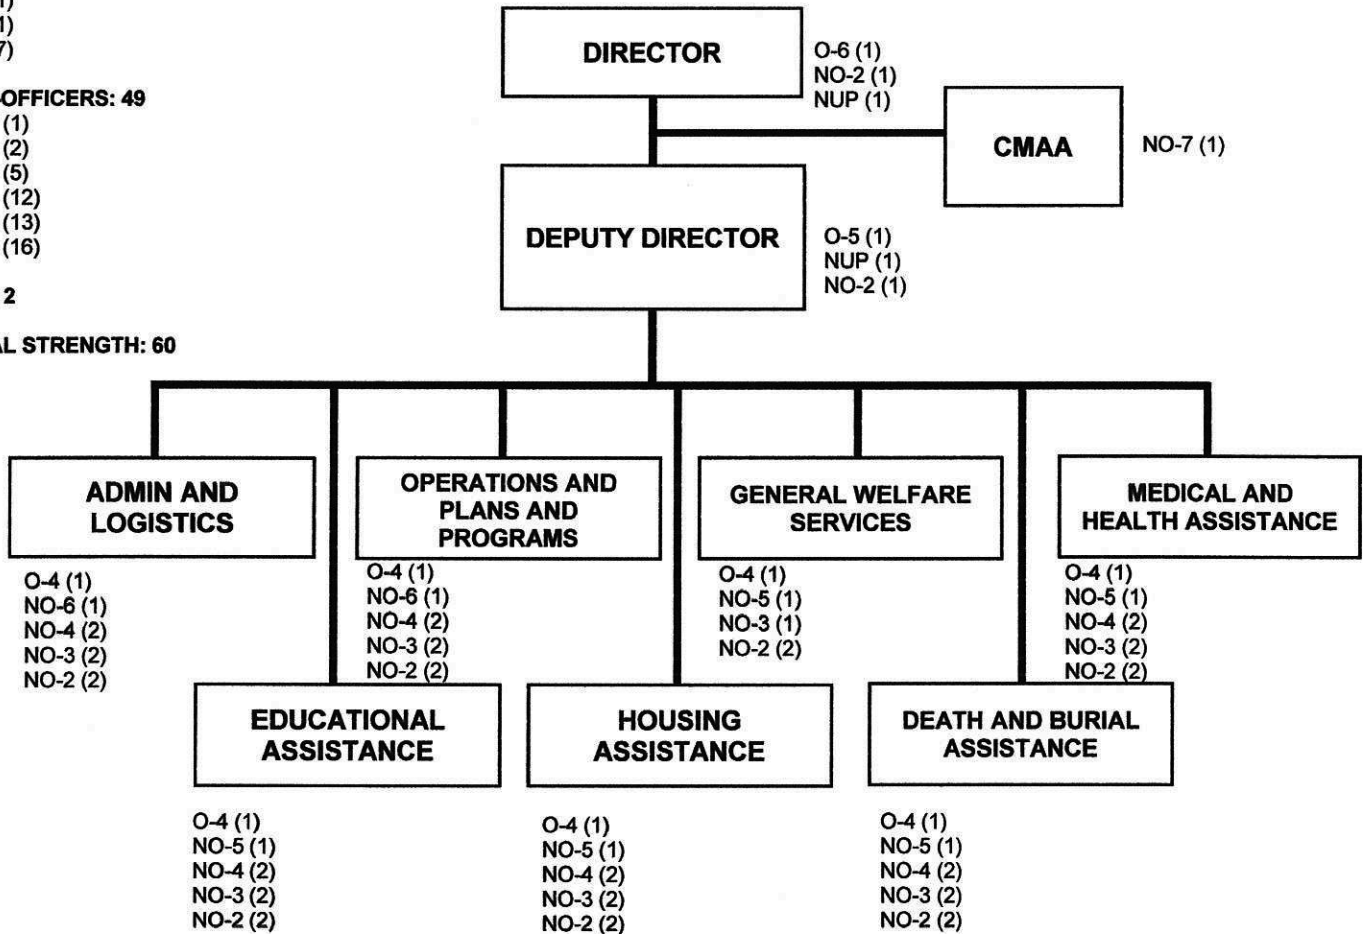 1)
1)
7)
OFFICERS: 49
(1)
(2)
(5)
(12)
(13)
(16)
2
AL STRENGTH: 60
DIRECTOR
O-6 (1)
NO-2 (1)
NUP (1)
CMAA
NO-7 (1)
DEPUTY DIRECTOR
O-5 (1)
NUP (1)
NO-2 (1)
ADMIN AND
LOGISTICS
O-4 (1)
NO-6 (1)
NO-4 (2)
NO-3 (2)
NO-2 (2)
OPERATIONS AND
PLANS AND
PROGRAMS
O-4 (1)
NO-6 (1)
NO-4 (2)
NO-3 (2)
NO-2 (2)
GENERAL WELFARE
SERVICES
O-4 (1)
NO-5 (1)
NO-3 (1)
NO-2 (2)
MEDICAL AND
HEALTH ASSISTANCE
O-4 (1)
NO-5 (1)
NO-4 (2)
NO-3 (2)
NO-2 (2)
EDUCATIONAL
ASSISTANCE
O-4 (1)
NO-5 (1)
NO-4 (2)
NO-3 (2)
NO-2 (2)
HOUSING
ASSISTANCE
O-4 (1)
NO-5 (1)
NO-4 (2)
NO-3 (2)
NO-2 (2)
DEATH AND BURIAL
ASSISTANCE
O-4 (1)
NO-5 (1)
NO-4 (2)
NO-3 (2)
NO-2 (2)